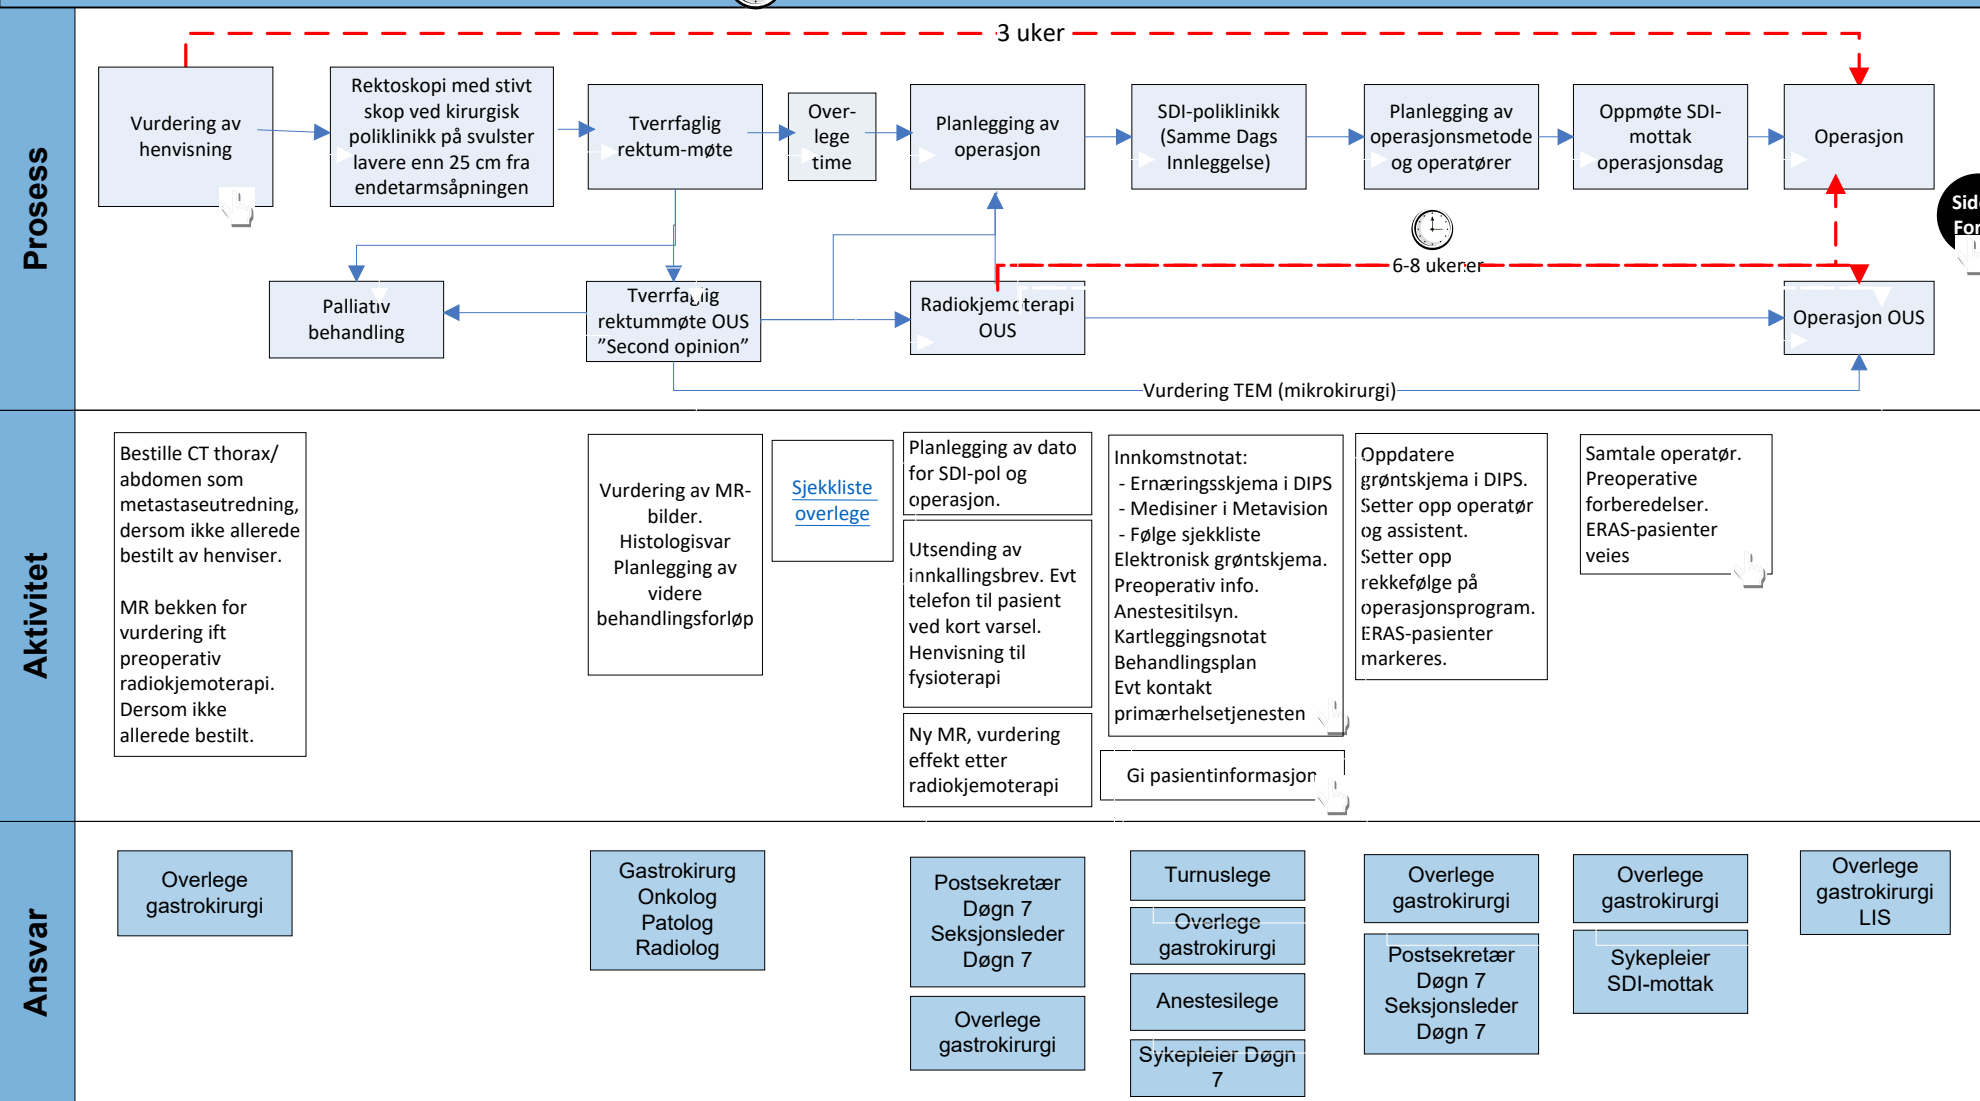 Prosess
3 uker
Vurdering av
henvisning
Rektoskopi med stivt
skop ved kirurgisk
poliklinikk på svulster
lavere enn 25 cm fra
endetarmsåpningen
Tverrfaglig
rektum-møte
Over-
lege
time
Planlegging av
operasjon
SDI-poliklinikk
(Samme Dags
Innleggelse)
Planlegging av
operasjonsmetode
og operatører
Oppmøte SDI-
mottak
operasjonsdag
Operasjon
6-8 ukerer
Palliativ
behandling
Tverrfaglig
rektummøte OUS
”Second opinion”
Radiokjemoterapi
OUS
Operasjon OUS
Vurdering TEM (mikrokirurgi)
Aktivitet
Bestille CT thorax/
abdomen som
metastaseutredning,
dersom ikke allerede
bestilt av henviser.
MR bekken for
vurdering ift
preoperativ
radiokjemoterapi.
Dersom ikke
allerede bestilt.
Vurdering av MR-
bilder.
Histologisvar
Planlegging av
videre
behandlingsforløp
Sjekkliste
overlege
Planlegging av dato
for SDI-pol og
operasjon.
Utsending av
innkallingsbrev. Evt
telefon til pasient
ved kort varsel.
Henvisning til
fysioterapi
Ny MR, vurdering
effekt etter
radiokjemoterapi
Innkomstnotat:
- Ernæringsskjema i DIPS
- Medisiner i Metavision
- Følge sjekkliste
Elektronisk grøntskjema.
Preoperativ info.
Anestesitilsyn.
Kartleggingsnotat
Behandlingsplan
Evt kontakt
primærhelsetjenesten
Gi pasientinformasjon
Oppdatere
grøntskjema i DIPS.
Setter opp operatør
og assistent.
Setter opp
rekkefølge på
operasjonsprogram.
ERAS-pasienter
markeres.
Samtale operatør.
Preoperative
forberedelser.
ERAS-pasienter
veies
Ansvar
Overlege
gastrokirurgi
Gastrokirurg
Onkolog
Patolog
Radiolog
Postsekretær
Døgn 7
Seksjonsleder
Døgn 7
Overlege
gastrokirurgi
Turnuslege
Overlege
gastrokirurgi
Anestesilege
Sykepleier Døgn
7
Overlege
gastrokirurgi
Postsekretær
Døgn 7
Seksjonsleder
Døgn 7
Overlege
gastrokirurgi
Sykepleier
SDI-mottak
Overlege
gastrokirurgi
LIS